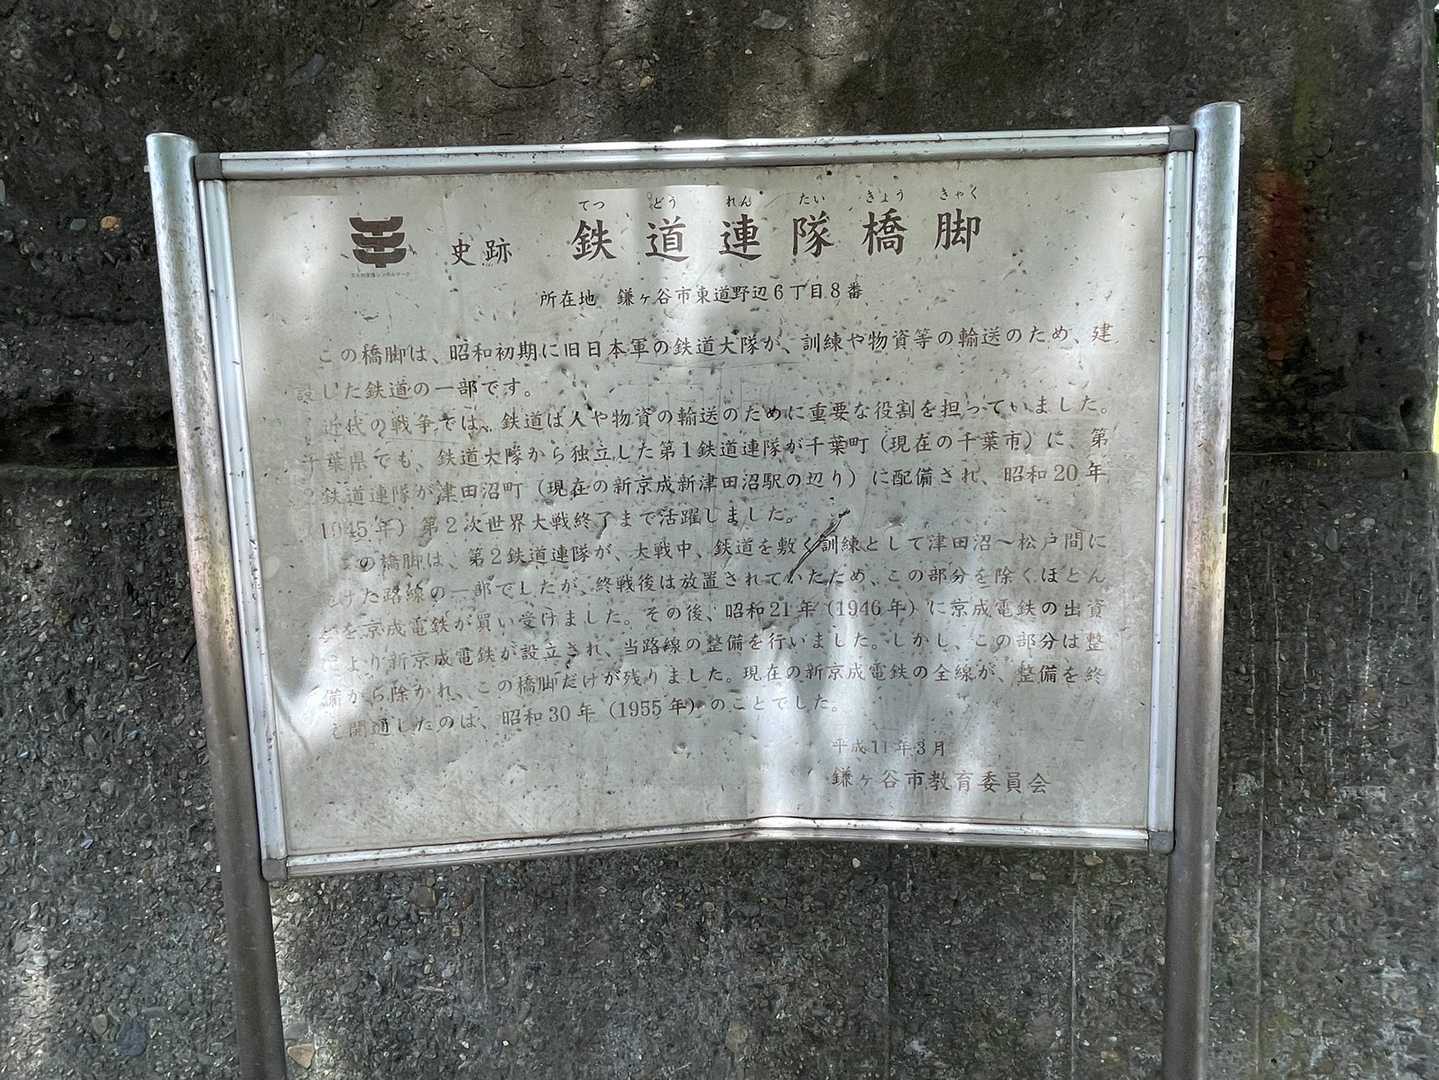 てつ どう れん たい きょう きゃく
史跡 鉄道連隊橋脚
所在地 鎌ヶ谷市東道野辺6丁目8番
この橋脚は、昭和初期に旧日本軍の鉄道大隊が、訓練や物資等の輸送のため、建
設した鉄道の一部です。
近代の戦争では、鉄道は人や物資の輸送のために重要な役割を担っていました。
千葉県でも、鉄道大隊から独立した第1鉄道連隊が千葉町(現在の千葉市)に、第
2鉄道連隊が津田沼町(現在の新京成新津田沼駅の辺り)に配備され、昭和20年
(1945年)第2次世界大戦終了まで活躍しました。
この橋脚は、第2鉄道連隊が、大戦中、鉄道を敷く訓練として津田沼～松戸間に
けた路線の一部でしたが、終戦後は放置されていたため、この部分を除くほとん
どを京成電鉄が買い受けました。その後、昭和21年(1946年)に京成電鉄の出資
により新京成電鉄が設立され、当路線の整備を行いました。しかし、この部分は整
備から除かれ、この橋脚だけが残りました。現在の新京成電鉄の全線が、整備を終
え開通したのは、昭和30年(1955年)のことでした。
平成11年3月
鎌ヶ谷市教育委員会